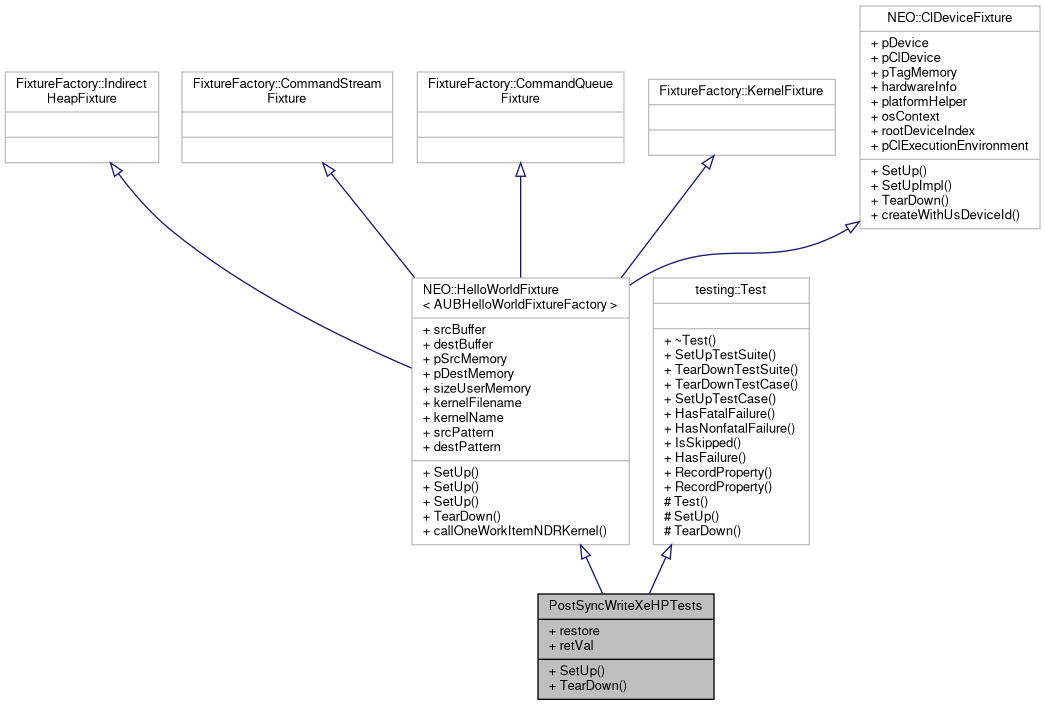 FixtureFactory::Indirect
HeapFixture
FixtureFactory::CommandStream
Fixture
FixtureFactory::CommandQueue
Fixture
FixtureFactory::KernelFixture
NEO::ClDeviceFixture
+ pDevice
+ pClDevice
+ pTagMemory
+ hardwareInfo
+ platformHelper
+ osContext
+ rootDeviceIndex
+ pClExecutionEnvironment
+ SetUp()
+ SetUpImpl()
+ TearDown()
+ createWithUsDeviceId()
NEO::HelloWorldFixture
< AUBHelloWorldFixtureFactory >
+ srcBuffer
+ destBuffer
+ pSrcMemory
+ pDestMemory
+ sizeUserMemory
+ kernelFilename
+ kernelName
+ srcPattern
+ destPattern
+ SetUp()
+ SetUp()
+ SetUp()
+ TearDown()
+ callOneWorkItemNDRKernel()
testing::Test
+ ~Test()
+ SetUpTestSuite()
+ TearDownTestSuite()
+ TearDownTestCase()
+ SetUpTestCase()
+ HasFatalFailure()
+ HasNonfatalFailure()
+ IsSkipped()
+ HasFailure()
+ RecordProperty()
+ RecordProperty()
# Test()
# SetUp()
# TearDown()
PostSyncWriteXeHPTests
+ restore
+ retVal
+ SetUp()
+ TearDown()